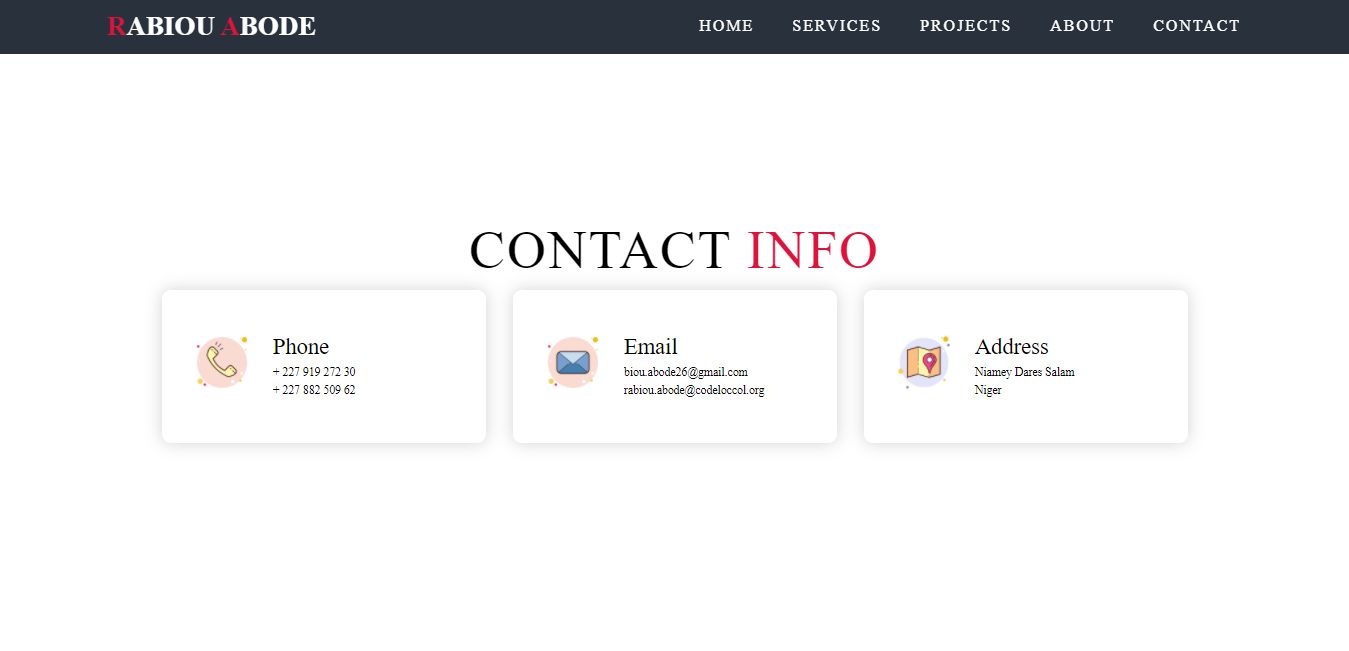 RABIOU ABODE
HOME SERVICES PROJECTS ABOUT CONTACT
CONTACT INFO
Phone
+ 227 919 272 30
+ 227 882 509 62
Email
biou.abode26@gmail.com
rabiou.abode@codeloccol.org
Address
Niamey Dares Salam
Niger